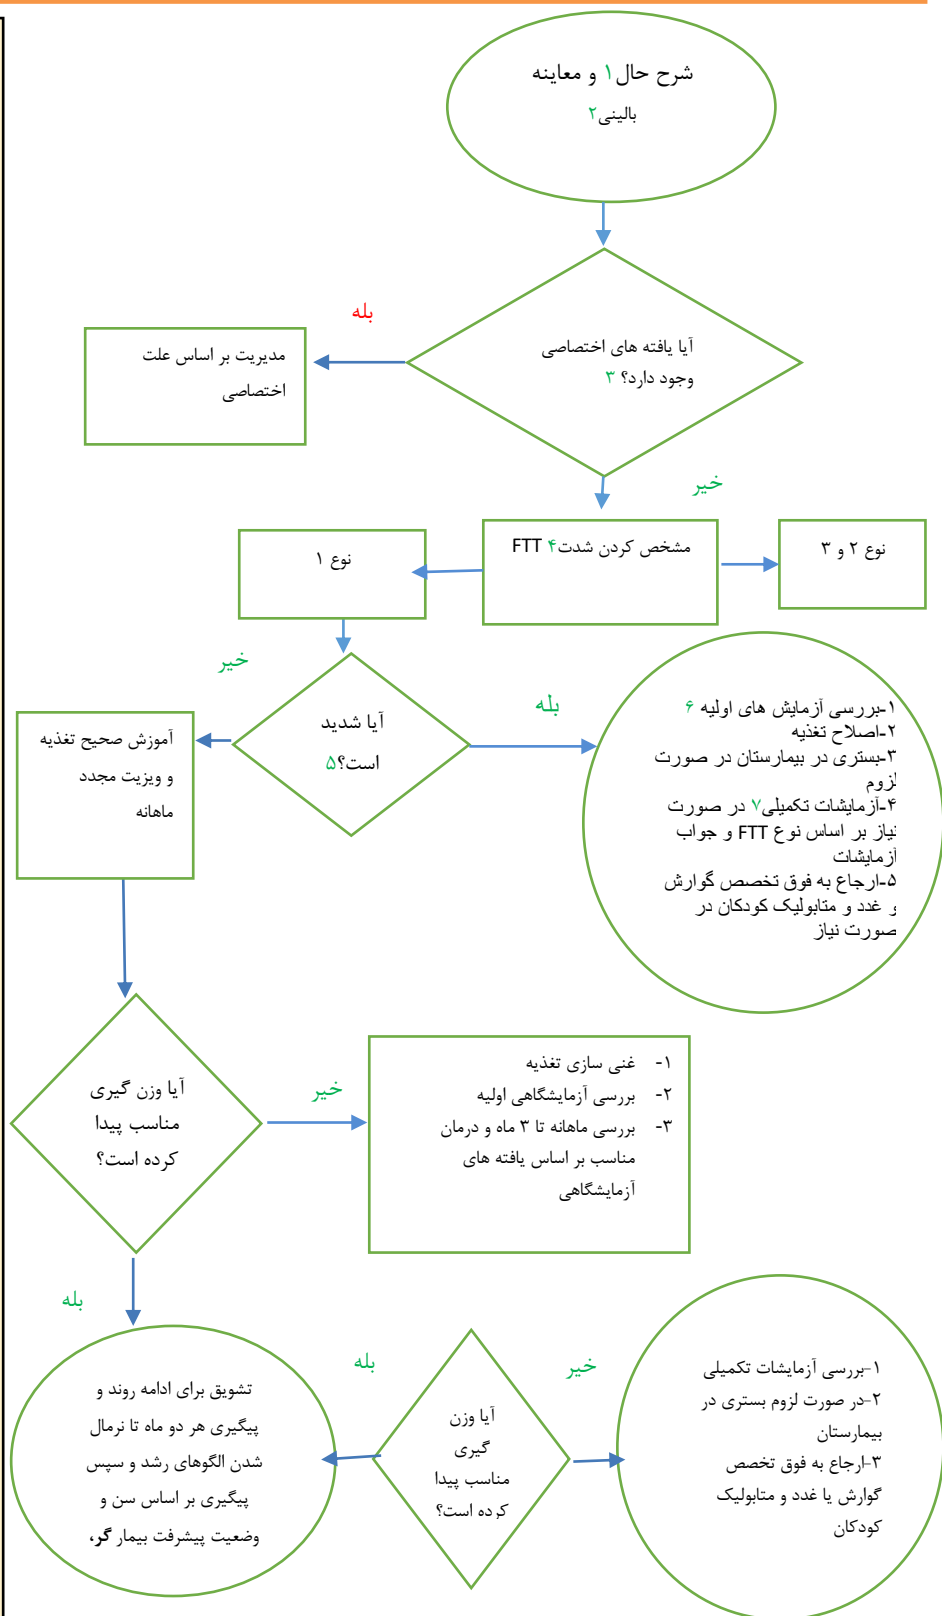 شرح حال۱ و معاینه
بالینی۲
بله
آیا یافته های اختصاصی
وجود دارد؟ ۳
مدیریت بر اساس علت
اختصاصی
خیر
نوع ۲ و ۳
مشخص کردن شدت۴ FTT
نوع ۱
خیر
بله
آیا شدید
است؟۵
آموزش صحیح تغذیه
و ویزیت مجدد
ماهانه
۱-بررسی آزمایش های اولیه ۶
۲-اصلاح تغذیه
۳-بستری در بیمارستان در صورت
لزوم
۴-آزمایشات تکمیلی۷ در صورت
نیاز بر اساس نوع FTT و جواب
آزمایشات
۵-ارجاع به فوق تخصص گوارش
و غدد و متابولیک کودکان در
صورت نیاز
آیا وزن گیری
مناسب پیدا
کرده است؟
خیر
۱- غنی سازی تغذیه
۲- بررسی آزمایشگاهی اولیه
۳- بررسی ماهانه تا ۳ ماه و درمان
مناسب بر اساس یافته های
آزمایشگاهی
بله
بله
خیر
تشویق برای ادامه روند و
پیگیری هر دو ماه تا نرمال
شدن الگوهای رشد و سپس
پیگیری بر اساس سن و
وضعیت پیشرفت بیمار گر،
آیا وزن
گیری
مناسب پیدا
کرده است؟
۱-بررسی آزمایشات تکمیلی
۲-در صورت لزوم بستری در
بیمارستان
۳-ارجاع به فوق تخصص
گوارش یا غدد و متابولیک
کودکان